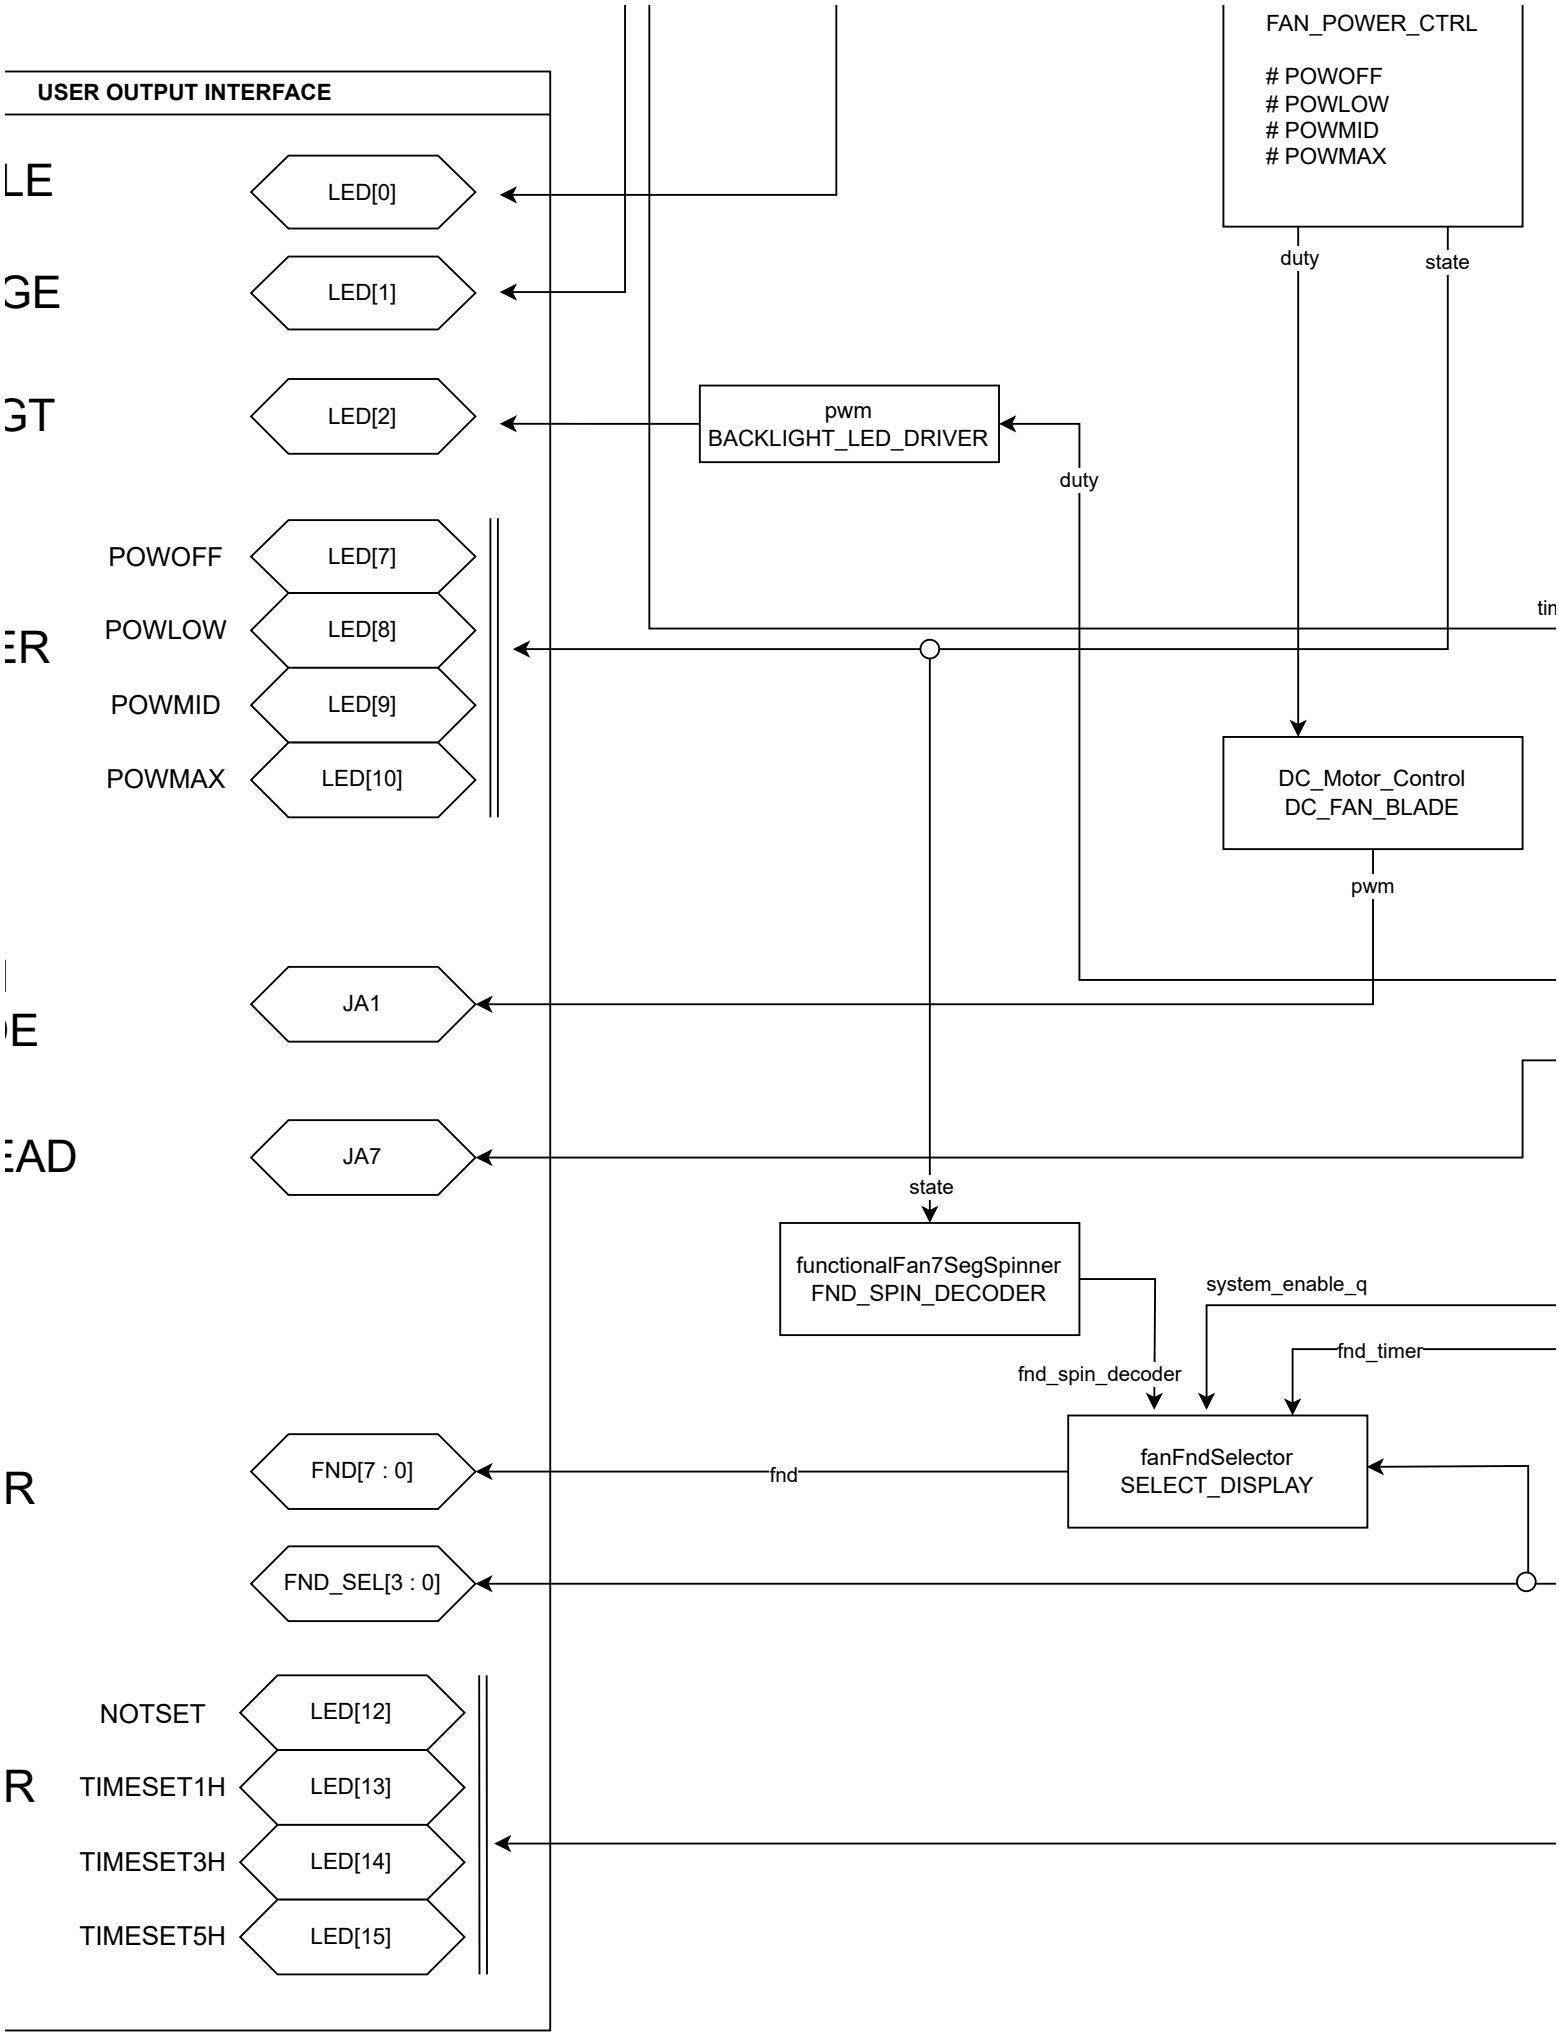 FAN_POWER_CTRL
# POWOFF
# POWLOW
# POWMID
# POWMAX
USER OUTPUT INTERFACE
LE
LED[0]
duty
state
GE
LED[1]
GT
LED[2]
pwm
BACKLIGHT_LED_DRIVER
duty
POWOFF
LED[7]
ER
POWLOW
LED[8]
POWMID
LED[9]
POWMAX
LED[10]
DC_Motor_Control
DC_FAN_BLADE
pwm
JA1
EAD
JA7
state
functionalFan7SegSpinner
FND_SPIN_DECODER
system_enable_q
fnd_timer
fnd_spin_decoder
R
FND[7 : 0]
fnd
fanFndSelector
SELECT_DISPLAY
FND_SEL[3 : 0]
NOTSET
LED[12]
R
TIMESET1H
LED[13]
TIMESET3H
LED[14]
TIMESET5H
LED[15]